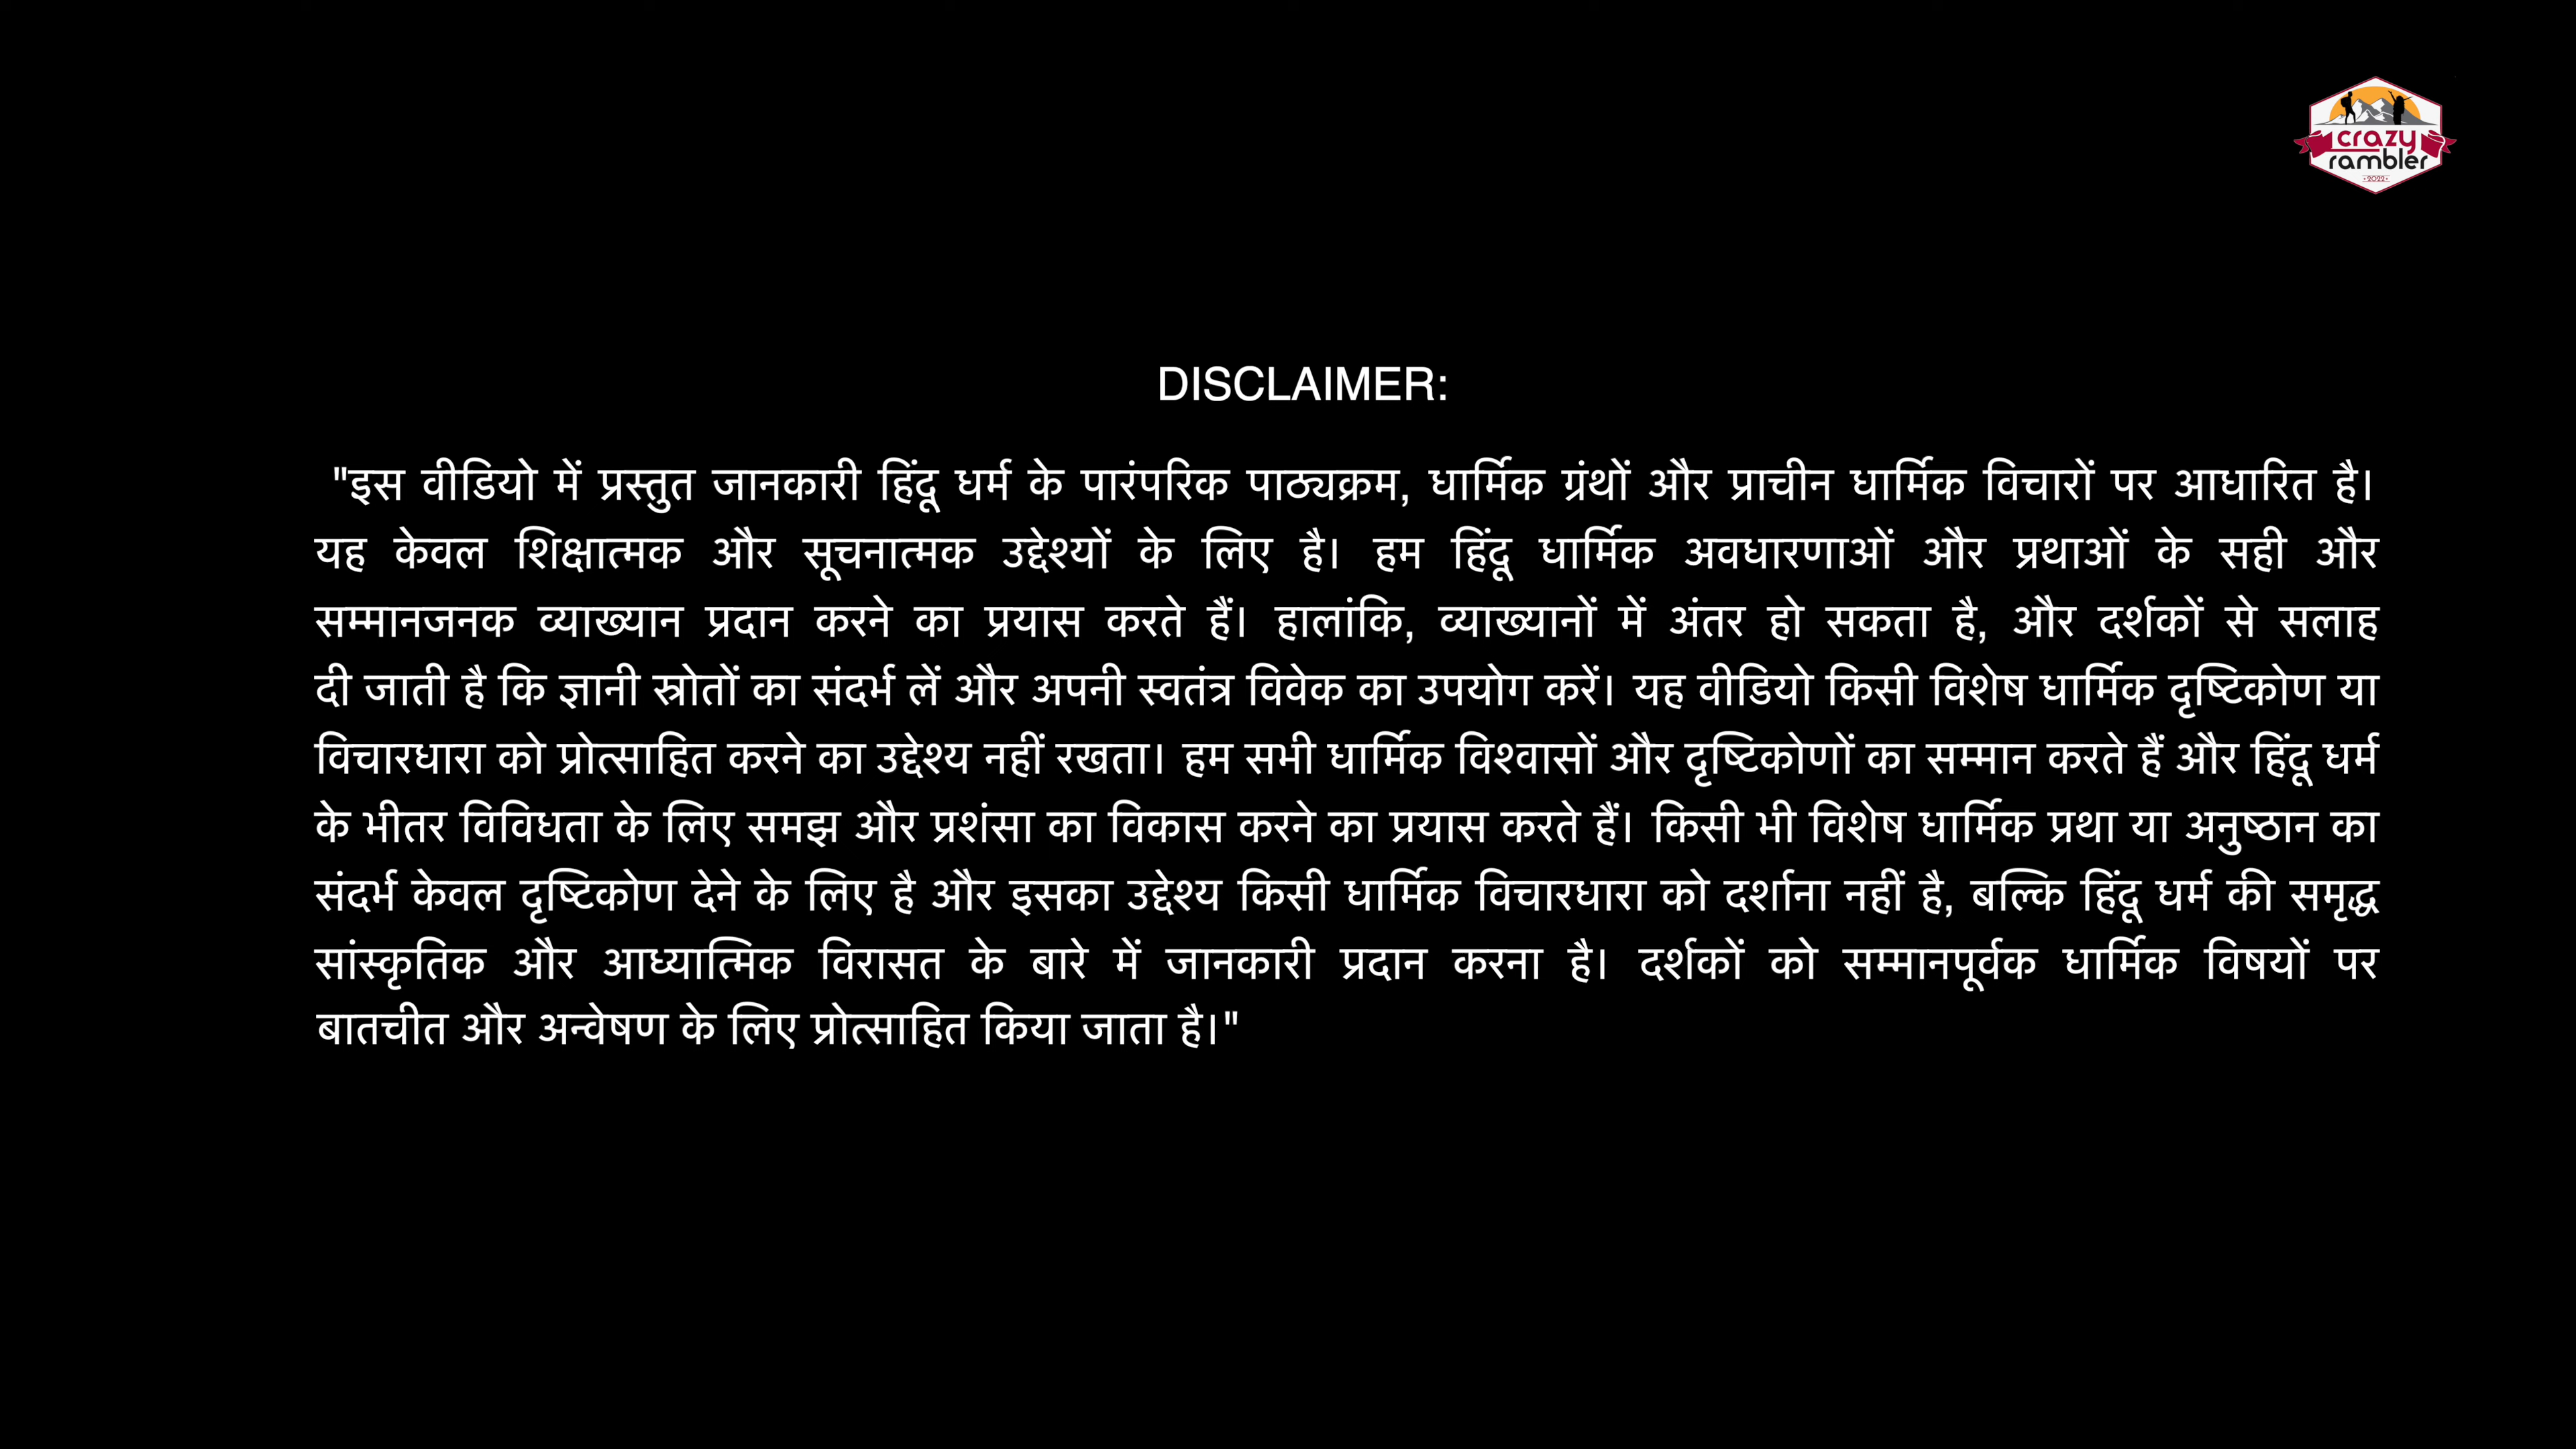 crazy
rambler
•2022•
DISCLAIMER:
"इस वीडियो में प्रस्तुत जानकारी हिंदू धर्म के पारंपरिक पाठ्यक्रम, धार्मिक ग्रंथों और प्राचीन धार्मिक विचारों पर आधारित है।
यह केवल शिक्षात्मक और सूचनात्मक उद्देश्यों के लिए है। हम हिंदू धार्मिक अवधारणाओं और प्रथाओं के सही और
सम्मानजनक व्याख्यान प्रदान करने का प्रयास करते हैं। हालांकि, व्याख्यानों में अंतर हो सकता है, और दर्शकों से सलाह
दी जाती है कि ज्ञानी स्रोतों का संदर्भ लें और अपनी स्वतंत्र विवेक का उपयोग करें। यह वीडियो किसी विशेष धार्मिक दृष्टिकोण या
विचारधारा को प्रोत्साहित करने का उद्देश्य नहीं रखता। हम सभी धार्मिक विश्वासों और दृष्टिकोणों का सम्मान करते हैं और हिंदू धर्म
के भीतर विविधता के लिए समझ और प्रशंसा का विकास करने का प्रयास करते हैं। किसी भी विशेष धार्मिक प्रथा या अनुष्ठान का
संदर्भ केवल दृष्टिकोण देने के लिए है और इसका उद्देश्य किसी धार्मिक विचारधारा को दर्शाना नहीं है, बल्कि हिंदू धर्म की समृद्ध
सांस्कृतिक और आध्यात्मिक विरासत के बारे में जानकारी प्रदान करना है। दर्शकों को सम्मानपूर्वक धार्मिक विषयों पर
बातचीत और अन्वेषण के लिए प्रोत्साहित किया जाता है।"